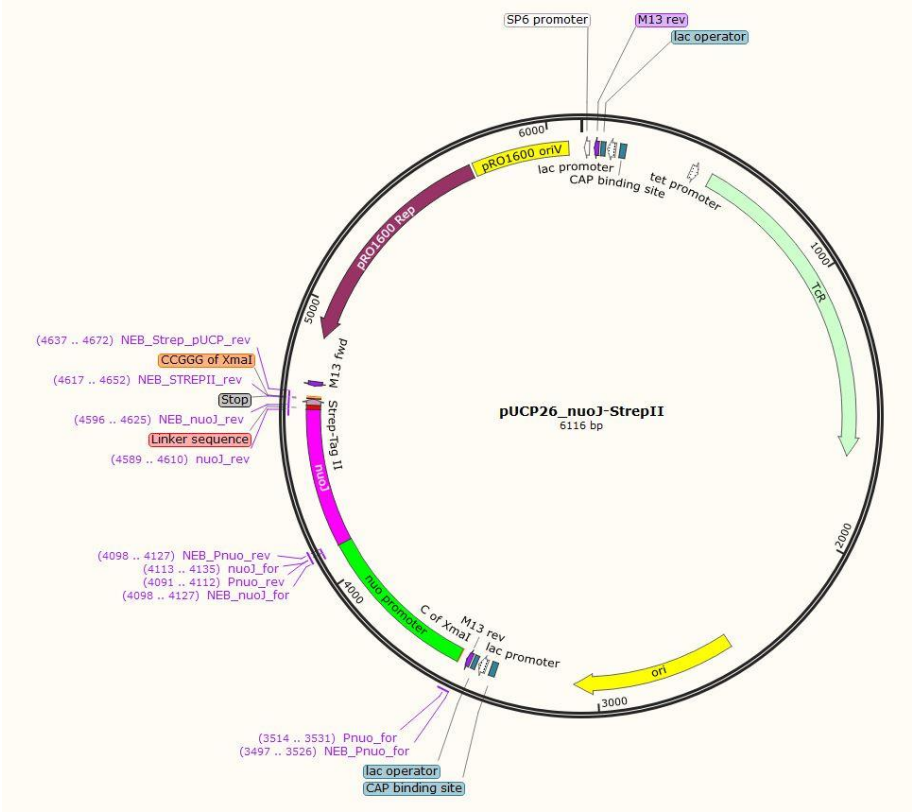 SP6 promoter
M13 rev
lac operator
6000
pRO1600 oriV
lac promoter
CAP binding site
tet promoter
1000
TcR
pRO1600 Rep
5000
M13 fwd
(4637 .. 4672) NEB_Strep_pUCP_rev
CCGGG of XmaI
(4617 .. 4652) NEB_STREPII_rev
Stop
(4596 .. 4625) NEB_nuoJ_rev
Linker sequence
(4589 .. 4610) nuoJ_rev
Strep-Tag II
nuoJ
pUCP26_nuoJ-StrepII
6116 bp
2000
(4098 .. 4127) NEB_Pnuo_rev
(4113 .. 4135) nuoJ_for
(4091 .. 4112) Pnuo_rev
(4098 .. 4127) NEB_nuoJ_for
4000
nuo promoter
C of XmaI
M13 rev
lac promoter
ori
3000
(3514 .. 3531) Pnuo_for
(3497 .. 3526) NEB_Pnuo_for
lac operator
CAP binding site